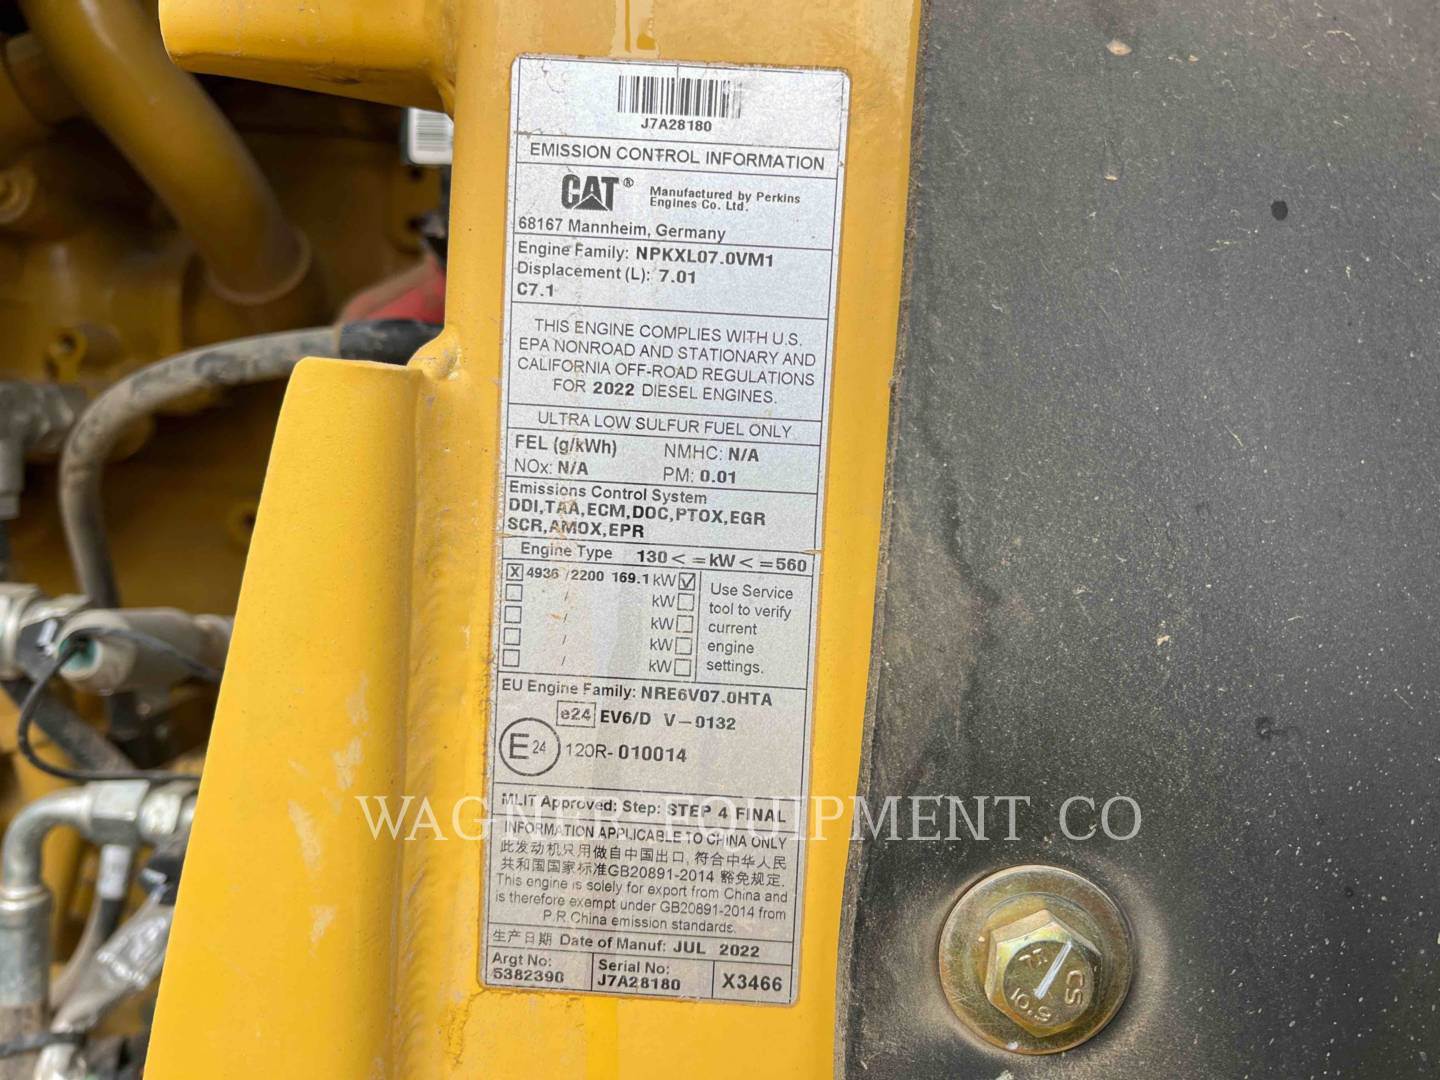 J7A28180
EMISSION CONTROL INFORMATION
CAT® Manufactured by Perkins
Engines Co. Ltd.
68167 Mannheim, Germany
Engine Family: NPKXL07.0VM1
Displacement (L): 7.01
C7.1
THIS ENGINE COMPLIES WITH U.S.
EPA NONROAD AND STATIONARY AND
CALIFORNIA OFF-ROAD REGULATIONS
FOR 2022 DIESEL ENGINES.
ULTRA LOW SULFUR FUEL ONLY
FEL (g/kWh) NMHC: N/A
NOx: N/A PM: 0.01
Emissions Control System
DDI,TAA,ECM,DOC,PTOX,EGR
SCR,AMOX,EPR
Engine Type 130 < =kW < =560
X 4936 /2200 169.1 kW Use Service
/ kW tool to verify
/ kW current
/ kW engine
/ kW settings.
EU Engine Family: NRE6V07.0HTA
e24 EV6/D V-0132
E24 120R-010014
MLIT Approved: Step: STEP 4 FINAL
WAGNER EQUIPMENT CO
INFORMATION APPLICABLE TO CHINA ONLY
此发动机只用做自中国出口, 符合中华人民
共和国国家标准GB20891-2014 豁免规定.
This engine is solely for export from China and
is therefore exempt under GB20891-2014 from
P.R.China emission standards.
生产日期 Date of Manuf: JUL 2022
Argt No: Serial No: X3466
5382390 J7A28180
CS
10.9